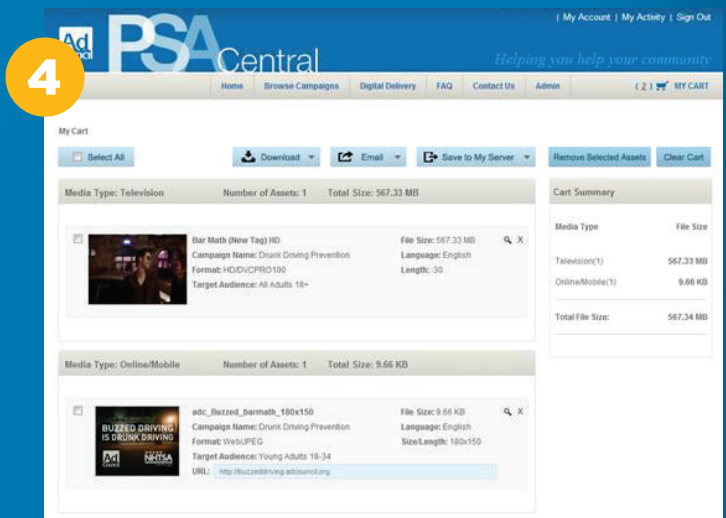 | My Account | My Activity | Sign Out
Ad Council
PSA Central
Helping you help your community
4
Home Browse Campaigns Digital Delivery FAQ Contact Us Admin ( 2 ) MY CART
My Cart
Select All Download Email Save to My Server Remove Selected Assets Clear Cart
Media Type: Television Number of Assets: 1 Total Size: 567.33 MB
Cart Summary
Media Type File Size
Television(1) 567.33 MB
Online/Mobile(1) 9.66 KB
Total File Size: 567.34 MB
Bar Math (New Tag) HD File Size: 567.33 MB X
Campaign Name: Drunk Driving Prevention Language: English
Format: HD/DVCPRO100 Length: :30
Target Audience: All Adults 18+
Media Type: Online/Mobile Number of Assets: 1 Total Size: 9.66 KB
BUZZED DRIVING
IS DRUNK DRIVING
Ad Council NHTSA
adc_Buzzed_barmath_180x150 File Size: 9.66 KB X
Campaign Name: Drunk Driving Prevention Language: English
Format: Web/JPEG Size/Length: 180x150
Target Audience: Young Adults 18-34
URL: http://buzzeddriving.adcouncil.org